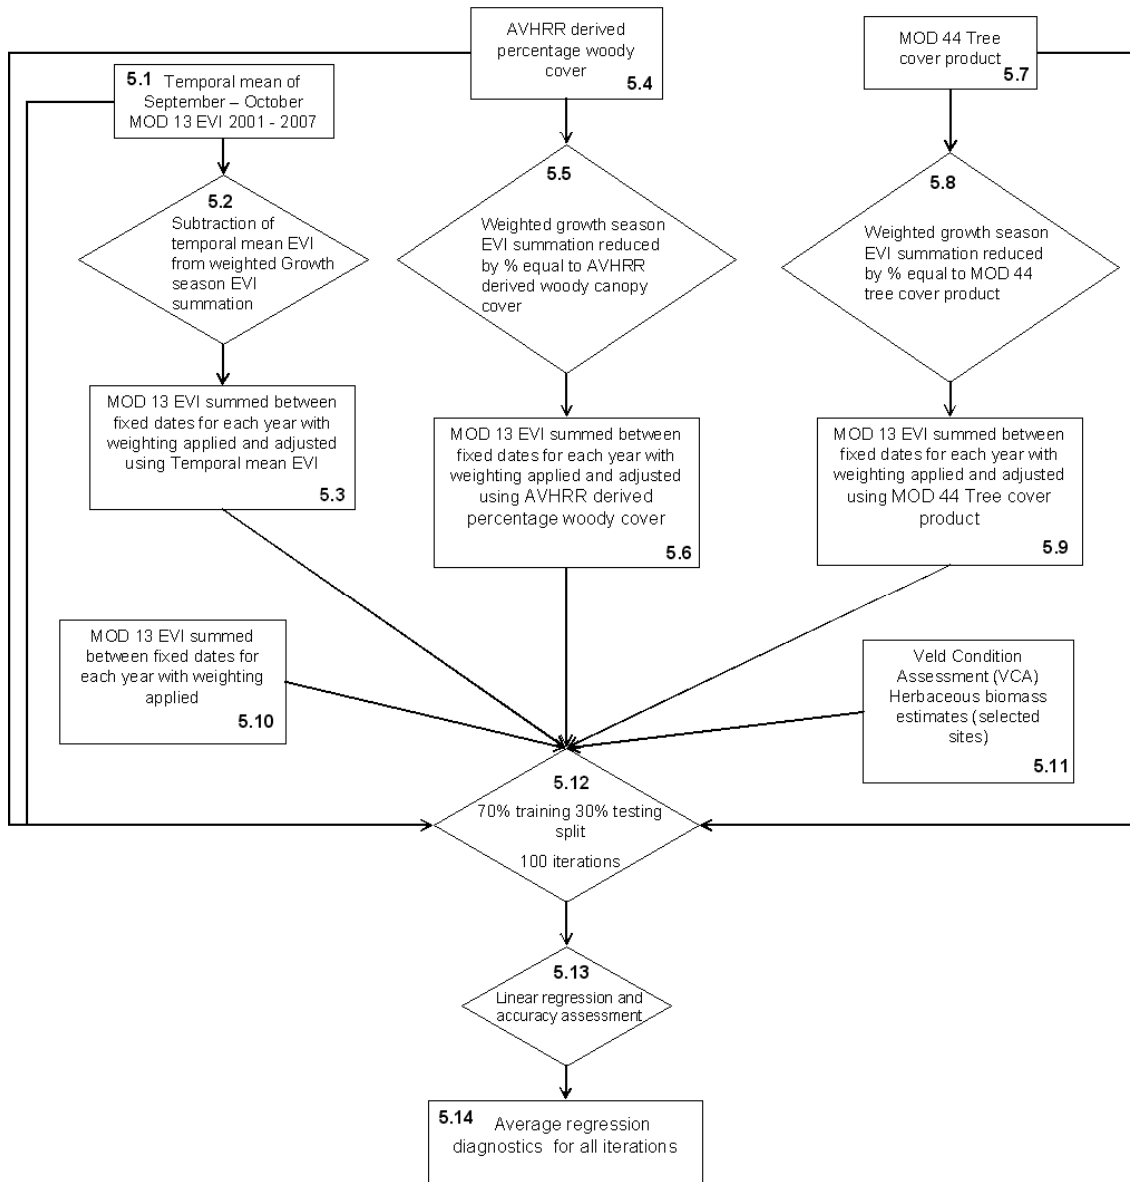 5.1 Temporal mean of
September – October
MOD 13 EVI 2001 - 2007
5.2
Subtraction of
temporal mean EVI
from weighted Growth
season EVI
summation
MOD 13 EVI summed between
fixed dates for each year with
weighting applied and adjusted
using Temporal mean EVI
5.3
AVHRR derived
percentage woody
cover
5.4
5.5
Weighted growth season
EVI summation reduced
by % equal to AVHRR
derived woody canopy
cover
MOD 13 EVI summed between
fixed dates for each year with
weighting applied and adjusted
using AVHRR derived
percentage woody cover
5.6
MOD 44 Tree
cover product
5.7
5.8
Weighted growth season
EVI summation reduced
by % equal to MOD 44
tree cover product
MOD 13 EVI summed between
fixed dates for each year with
weighting applied and adjusted
using MOD 44 Tree cover
product
5.9
MOD 13 EVI summed
between fixed dates for
each year with weighting
applied
5.10
Veld Condition
Assessment (VCA)
Herbaceous biomass
estimates (selected
sites)
5.11
5.12
70% training 30% testing
split
100 iterations
5.13
Linear regression and
accuracy assessment
5.14 Average regression
diagnostics for all iterations